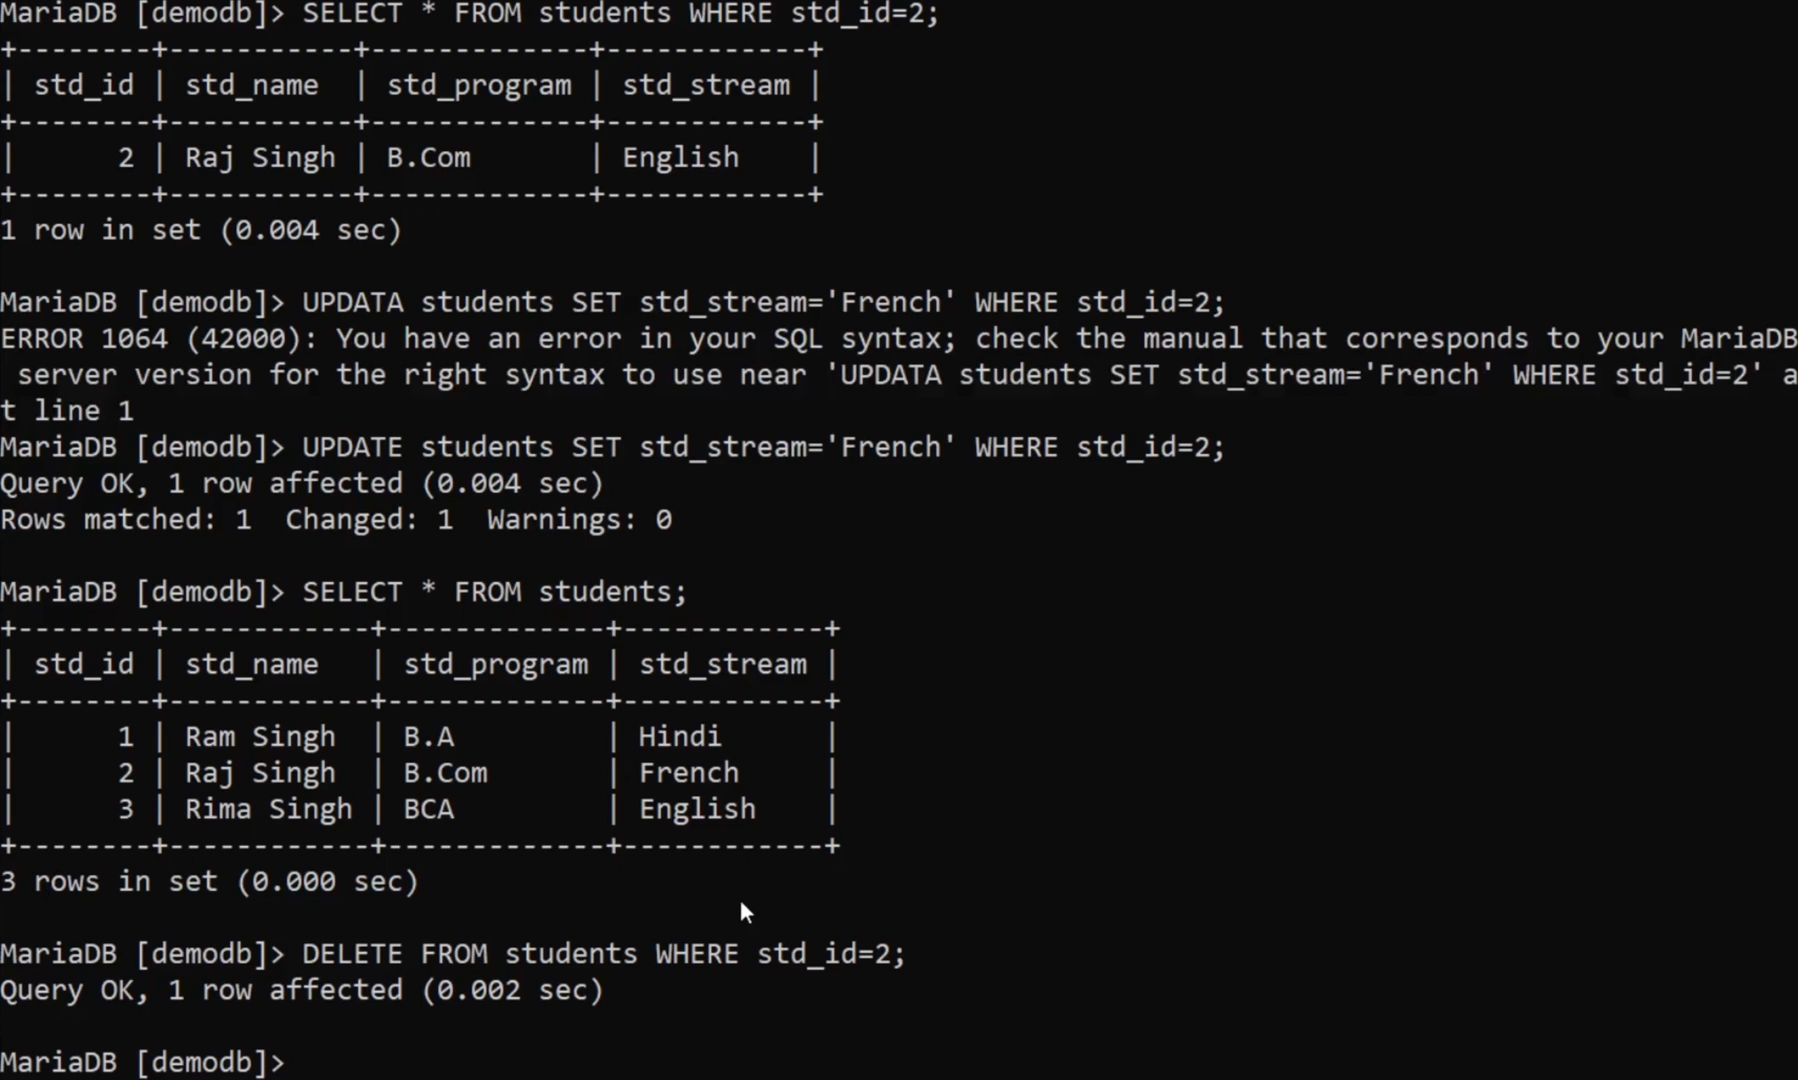 MariaDB [demodb]> SELECT * FROM students WHERE std_id=2;
+--------+-----------+-------------+------------+
| std_id | std_name  | std_program | std_stream |
+--------+-----------+-------------+------------+
|      2 | Raj Singh | B.Com       | English    |
+--------+-----------+-------------+------------+
1 row in set (0.004 sec)

MariaDB [demodb]> UPDATA students SET std_stream='French' WHERE std_id=2;
ERROR 1064 (42000): You have an error in your SQL syntax; check the manual that corresponds to your MariaDB
 server version for the right syntax to use near 'UPDATA students SET std_stream='French' WHERE std_id=2' a
t line 1
MariaDB [demodb]> UPDATE students SET std_stream='French' WHERE std_id=2;
Query OK, 1 row affected (0.004 sec)
Rows matched: 1  Changed: 1  Warnings: 0

MariaDB [demodb]> SELECT * FROM students;
+--------+------------+-------------+------------+
| std_id | std_name   | std_program | std_stream |
+--------+------------+-------------+------------+
|      1 | Ram Singh  | B.A         | Hindi      |
|      2 | Raj Singh  | B.Com       | French     |
|      3 | Rima Singh | BCA         | English    |
+--------+------------+-------------+------------+
3 rows in set (0.000 sec)

MariaDB [demodb]> DELETE FROM students WHERE std_id=2;
Query OK, 1 row affected (0.002 sec)

MariaDB [demodb]>